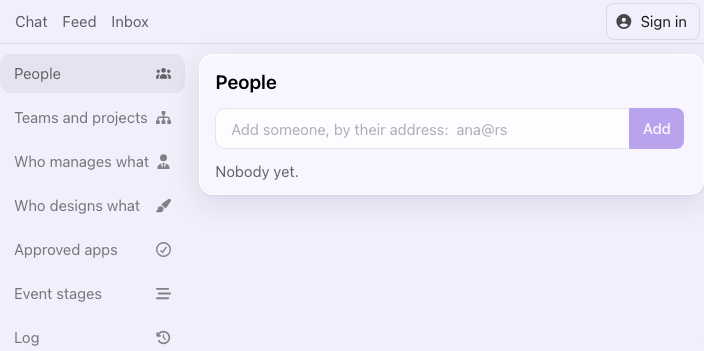 Chat Feed Inbox Sign in
People
Teams and projects
Who manages what
Who designs what
Approved apps
Event stages
Log
People
Add someone, by their address: ana@rs Add
Nobody yet.